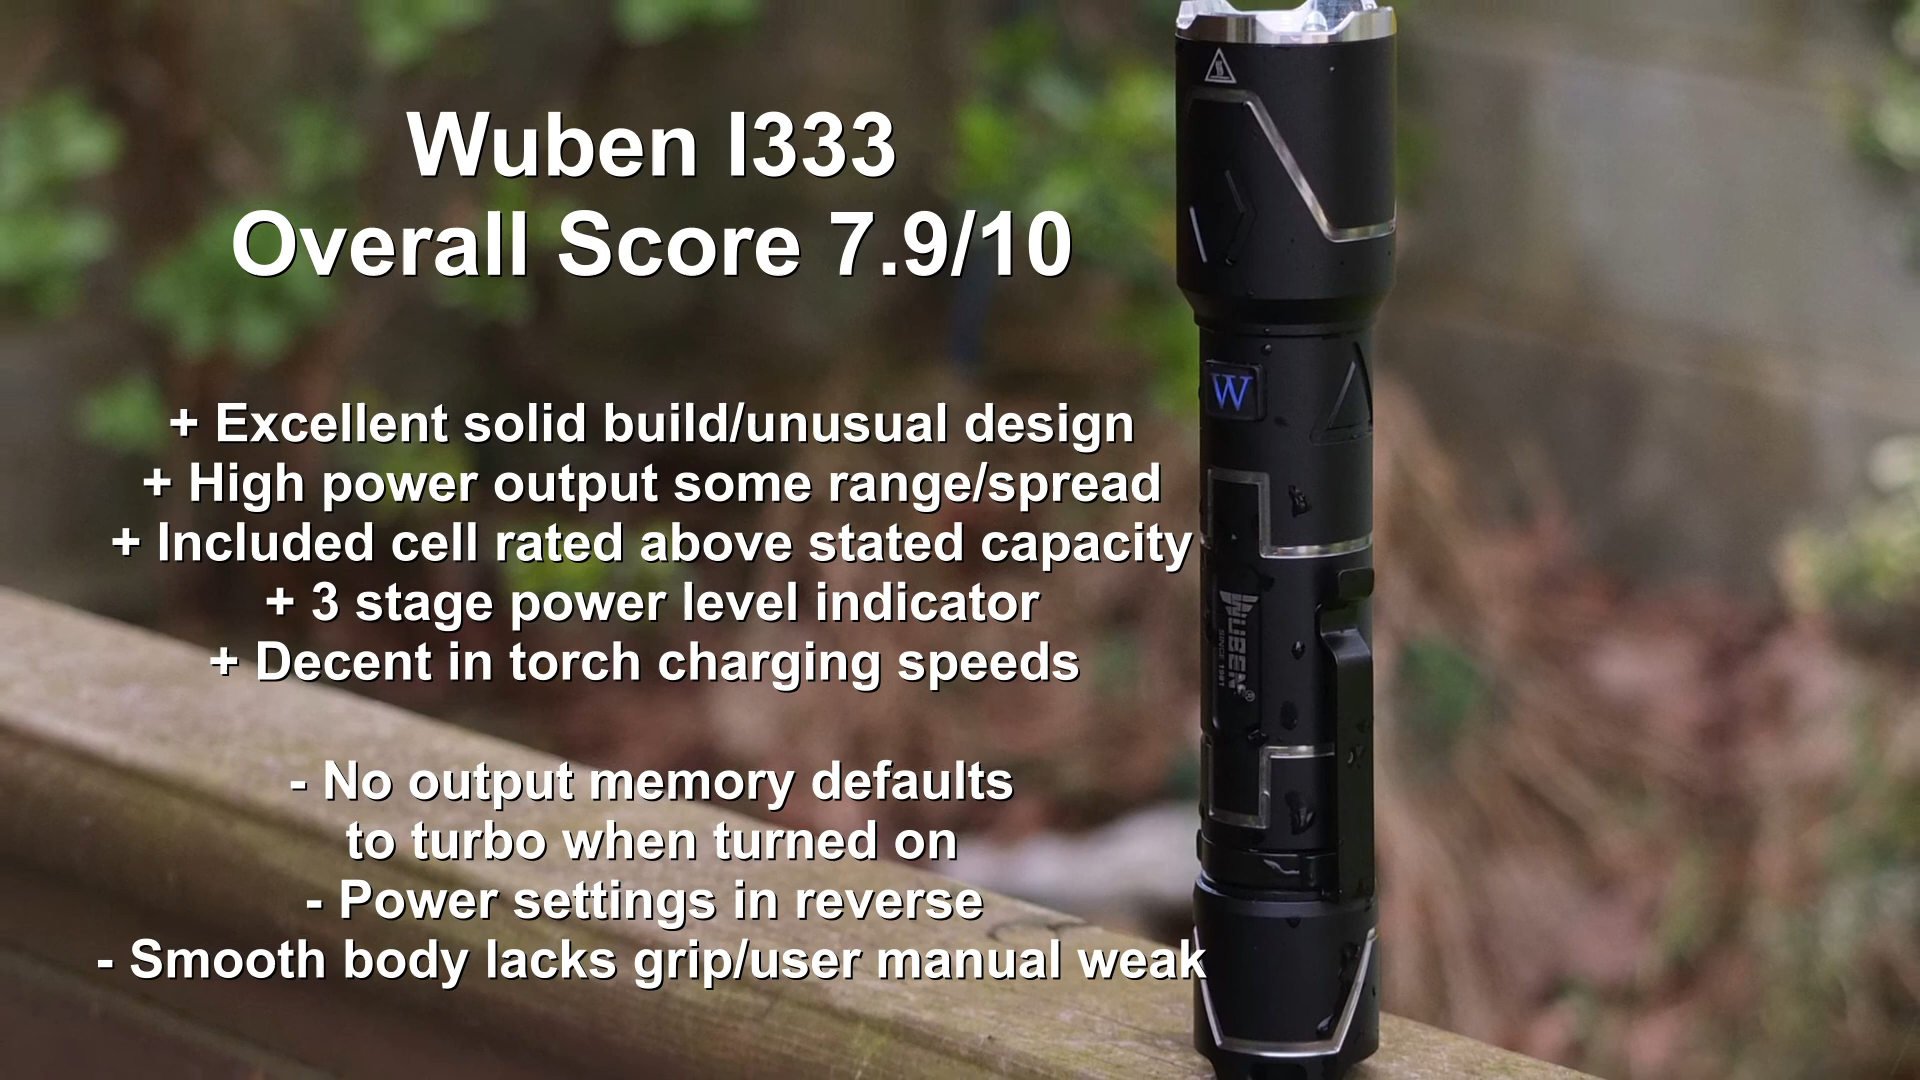 Wuben I333
Overall Score 7.9/10
+ Excellent solid build/unusual design
+ High power output some range/spread
+ Included cell rated above stated capacity
+ 3 stage power level indicator
+ Decent in torch charging speeds
- No output memory defaults
to turbo when turned on
- Power settings in reverse
- Smooth body lacks grip/user manual weak
W
WUBEN®
SINCE 1981